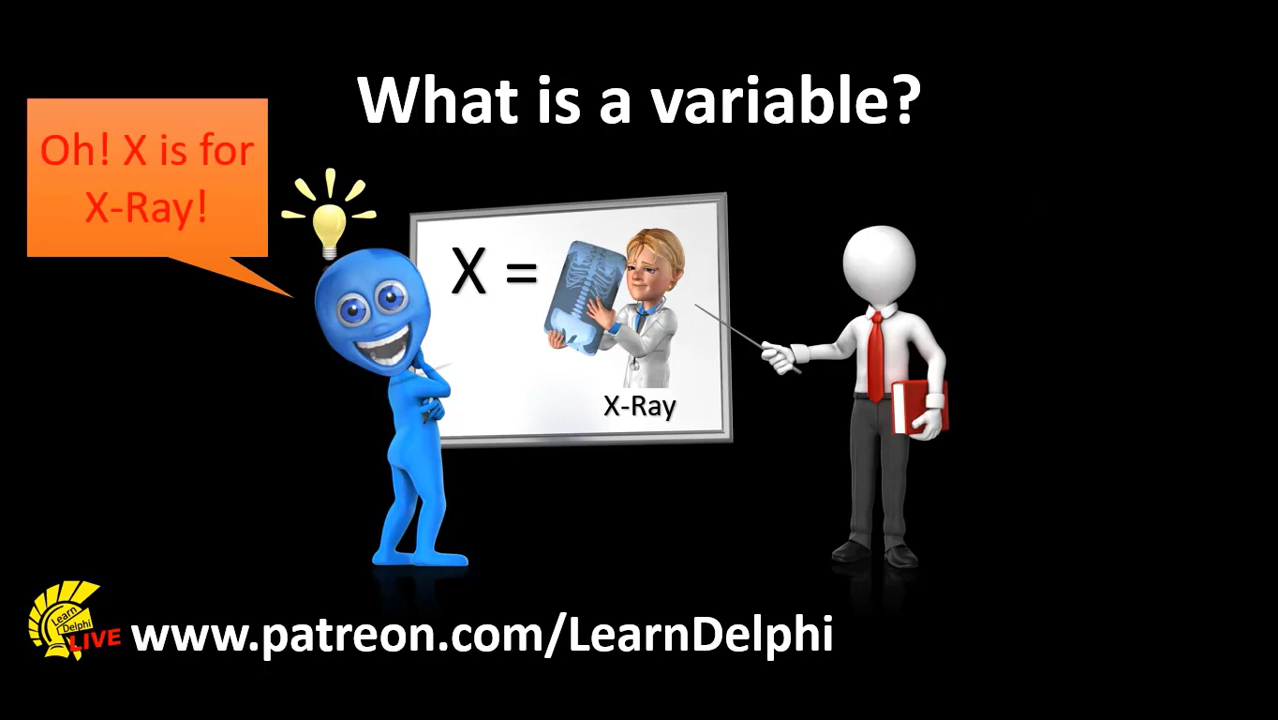 What is a variable?
Oh! X is for
X-Ray!
X =
X-Ray
Learn
Delphi
LIVE
www.patreon.com/LearnDelphi